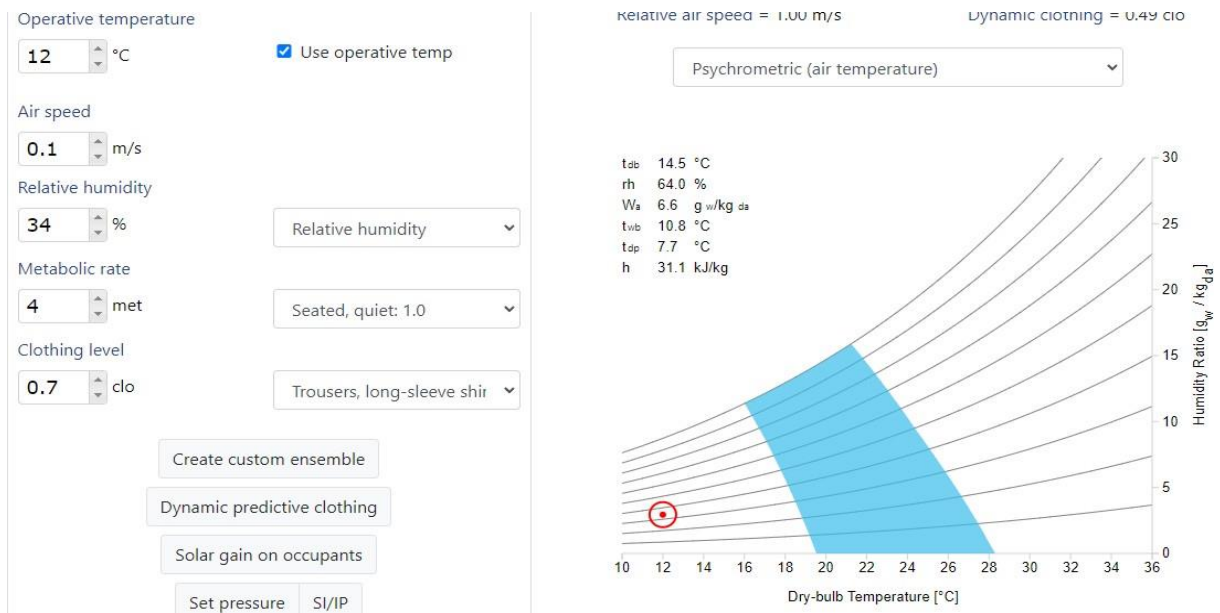 Operative temperature
12 °C
Use operative temp
Air speed
0.1 m/s
Relative humidity
34 %
Relative humidity
Metabolic rate
4 met
Seated, quiet: 1.0
Clothing level
0.7 clo
Trousers, long-sleeve shir
Create custom ensemble
Dynamic predictive clothing
Solar gain on occupants
Set pressure SI/IP
Relative air speed = 1.00 m/s
Dynamic clothing = 0.49 clo
Psychrometric (air temperature)
tdb 14.5 °C
rh 64.0 %
Wa 6.6 g w/kg da
twb 10.8 °C
tdp 7.7 °C
h 31.1 kJ/kg
30
25
20
15
10
5
0
Humidity Ratio [gw / kgda]
10 12 14 16 18 20 22 24 26 28 30 32 34 36
Dry-bulb Temperature [°C]